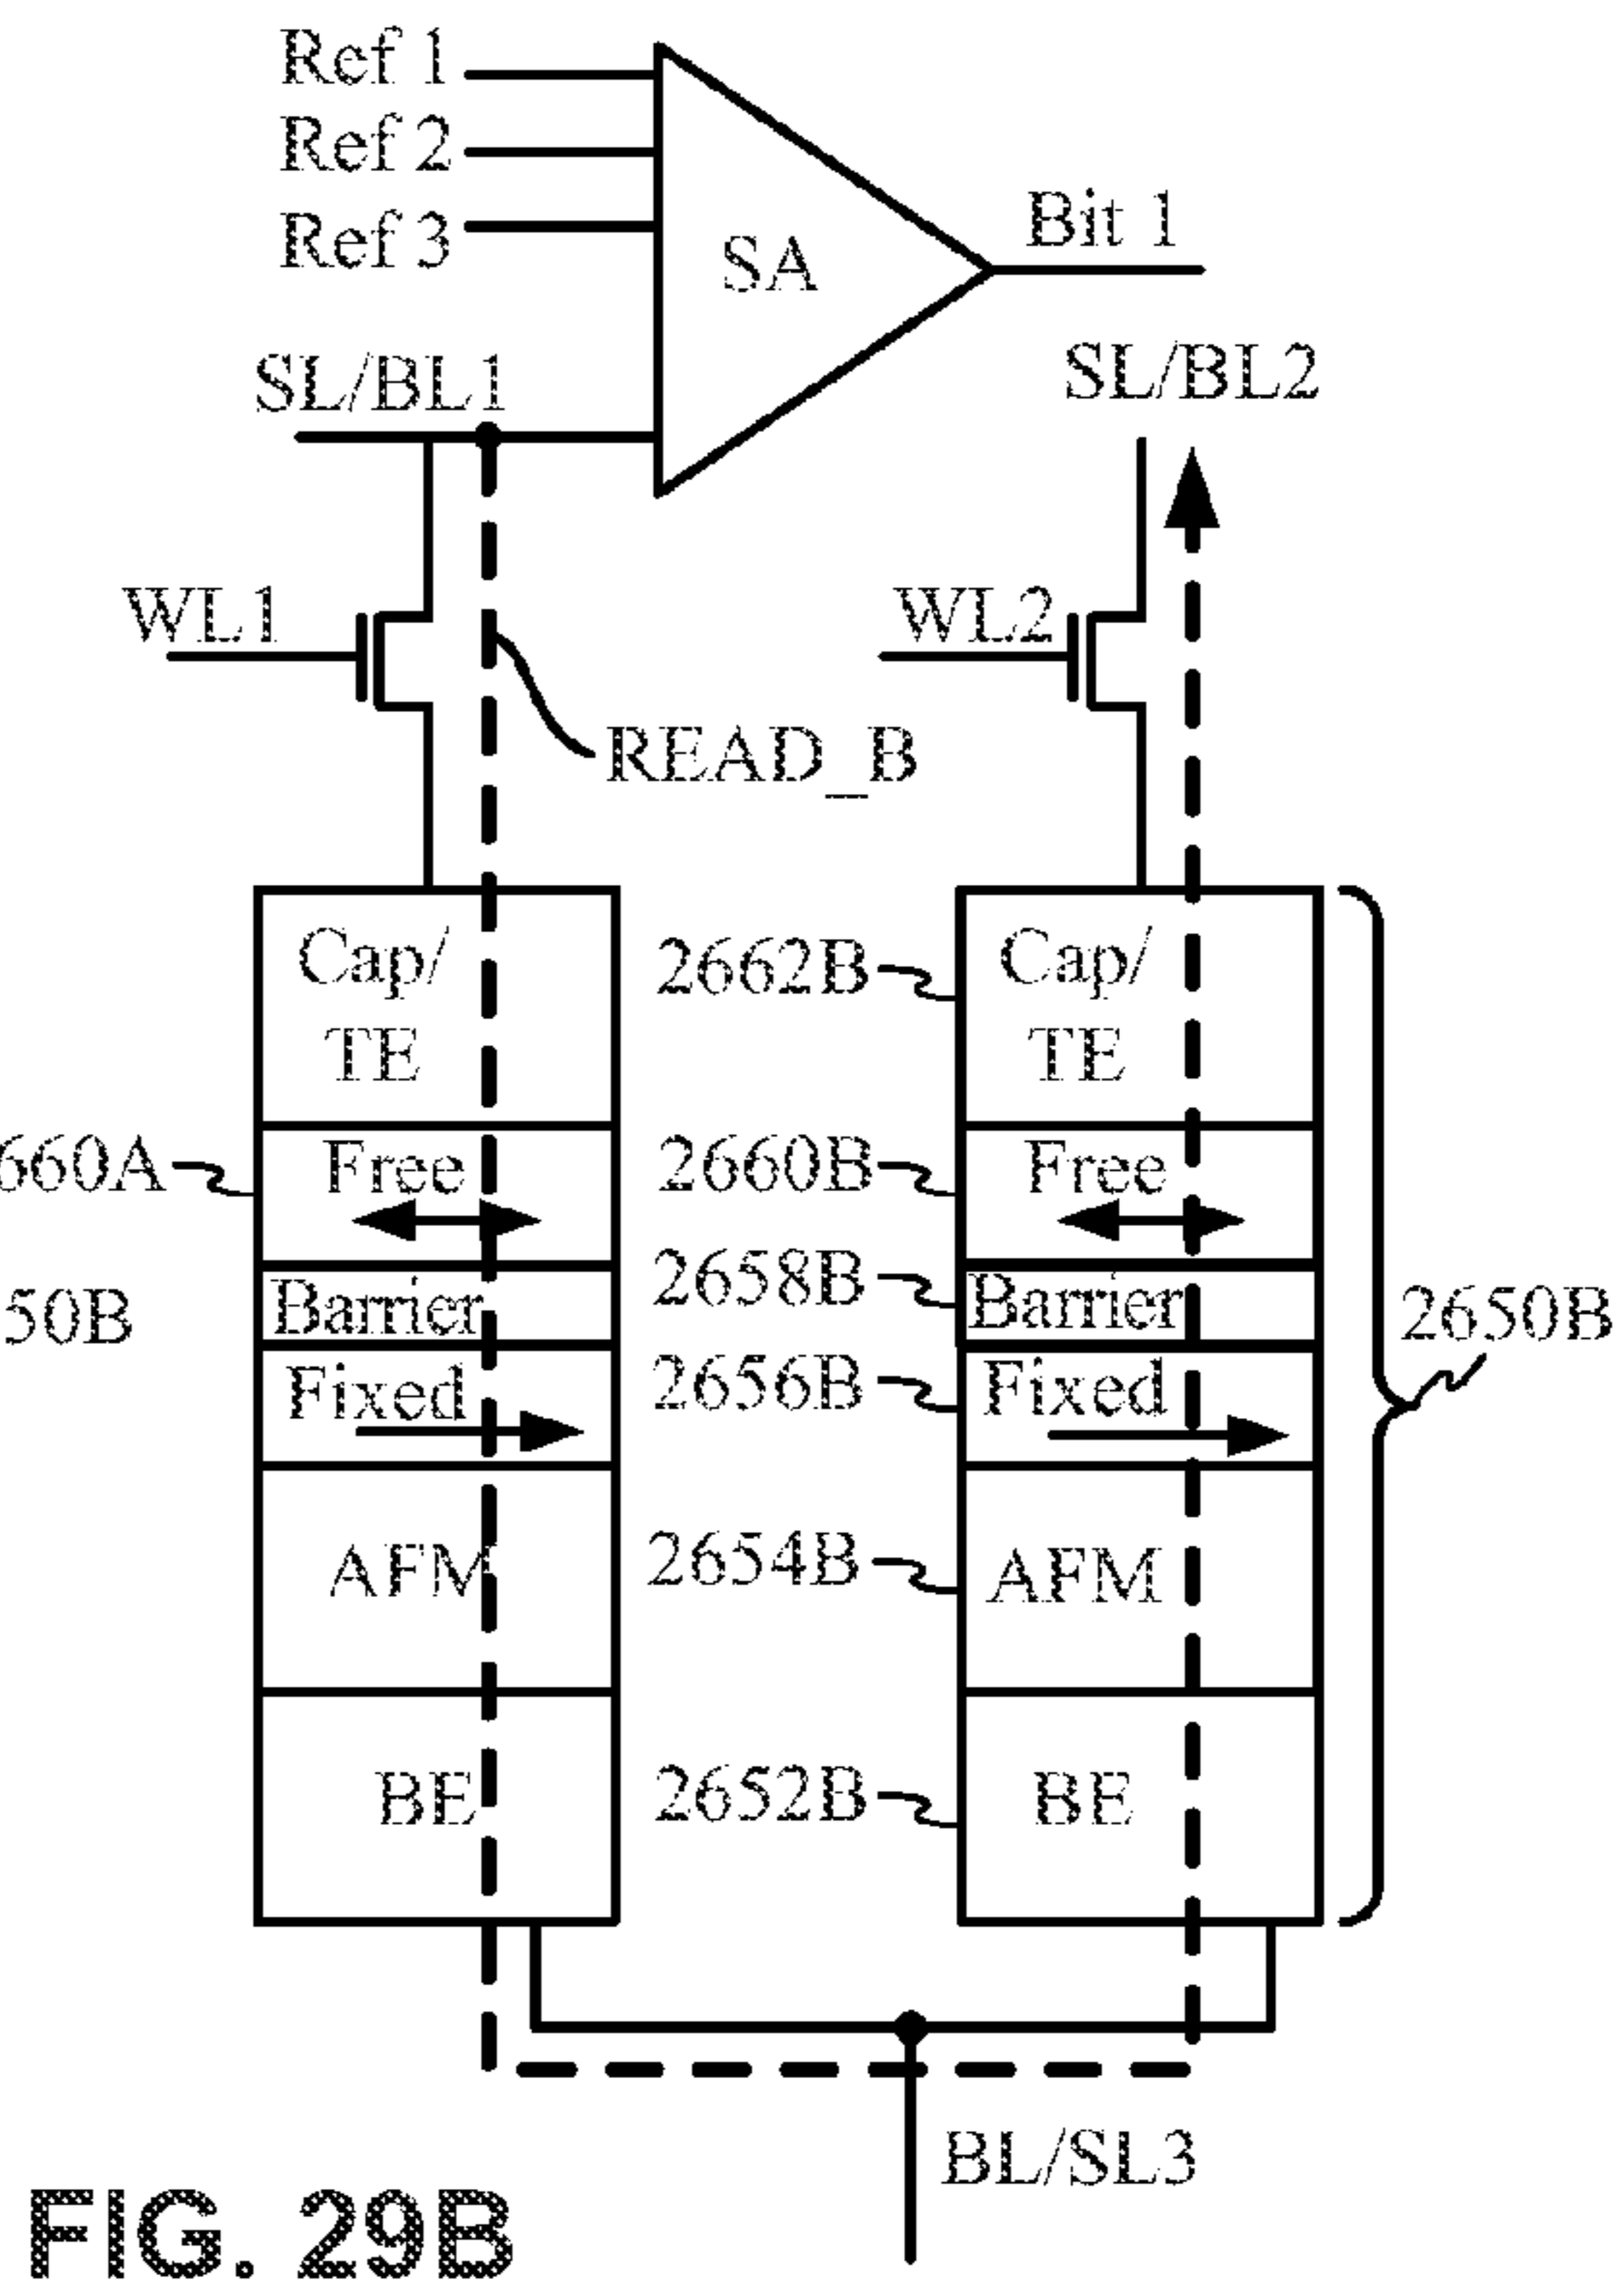 Ref 1
Ref 2
Ref 3
SA
Bit 1
SL/BL1
SL/BL2
WL1
WL2
READ_B
Cap/
TE
2662B
Cap/
TE
660A
Free
2660B
Free
50B
Barrier
2658B
Barrier
2650B
Fixed
2656B
Fixed
AFM
2654B
AFM
BE
2652B
BE
BL/SL3
FIG. 29B